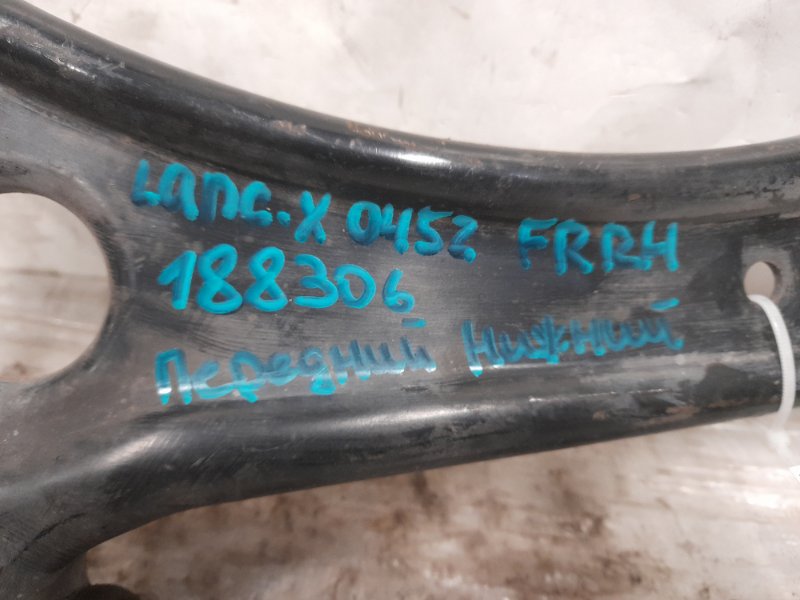 LANC.X 0452 FRRH
188306
Передний Нижний